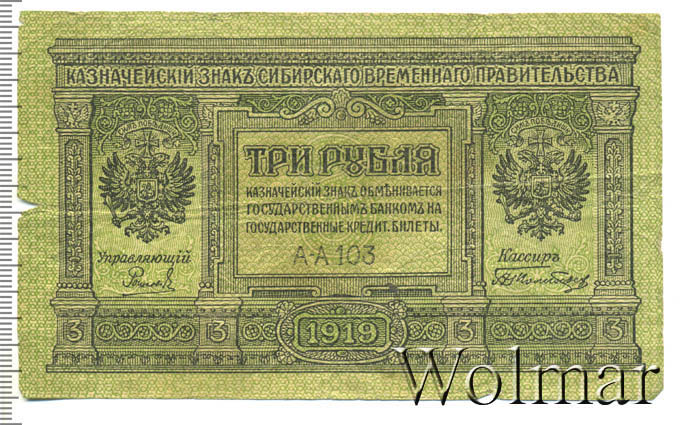 КАЗНАЧЕЙСКІЙ ЗНАКЪ СИБИРСКАГО ВРЕМЕННАГО ПРАВИТЕЛЬСТВА
ТРИ РУБЛЯ
КАЗНАЧЕЙСКІЙ ЗНАКЪ ОБМѢНИВАЕТСЯ
ГОСУДАРСТВЕННЫМЪ БАНКОМЪ НА
ГОСУДАРСТВЕННЫЕ КРЕДИТ. БИЛЕТЫ.
А-А 103
Управляющій
Кассиръ
3 3 1919 3 3
Wolmar